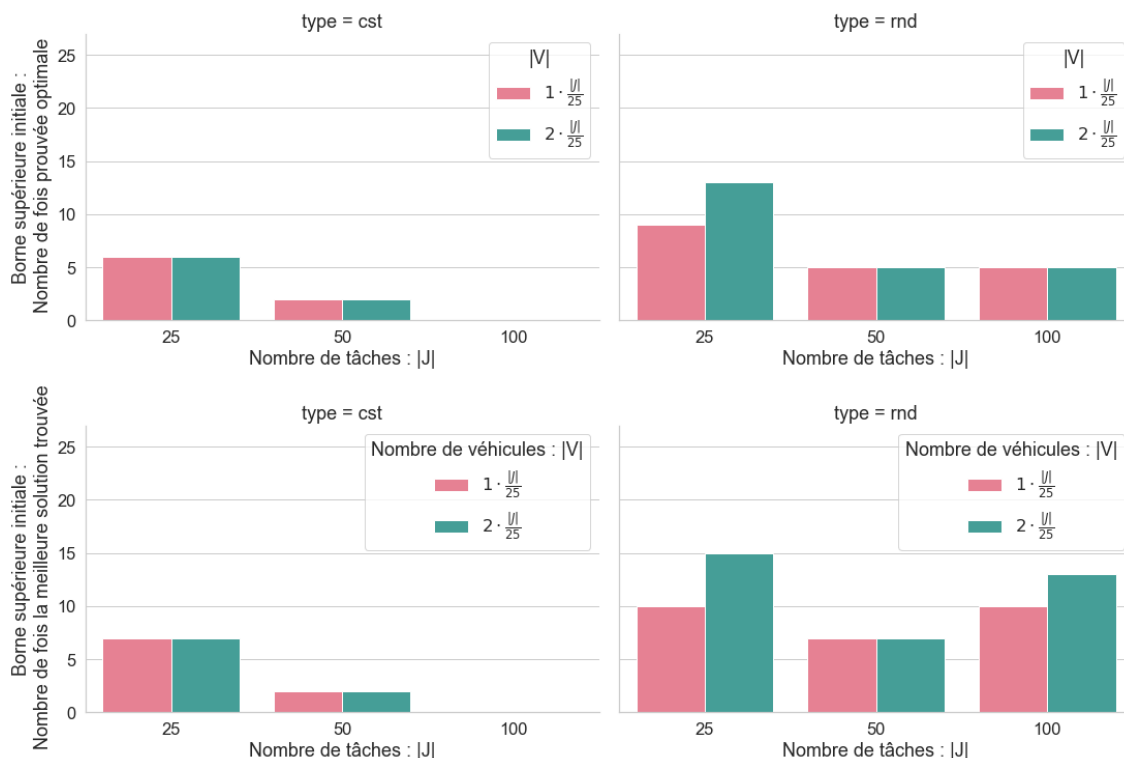 type = cst
type = rnd
Borne supérieure initiale :
Nombre de fois prouvée optimale
25
20
15
10
5
0
|V|
1 · |J|/25
2 · |J|/25
|V|
1 · |J|/25
2 · |J|/25
25
50
100
Nombre de tâches : |J|
25
50
100
Nombre de tâches : |J|
type = cst
type = rnd
Borne supérieure initiale :
Nombre de fois la meilleure solution trouvée
25
20
15
10
5
0
Nombre de véhicules : |V|
1 · |J|/25
2 · |J|/25
Nombre de véhicules : |V|
1 · |J|/25
2 · |J|/25
25
50
100
Nombre de tâches : |J|
25
50
100
Nombre de tâches : |J|